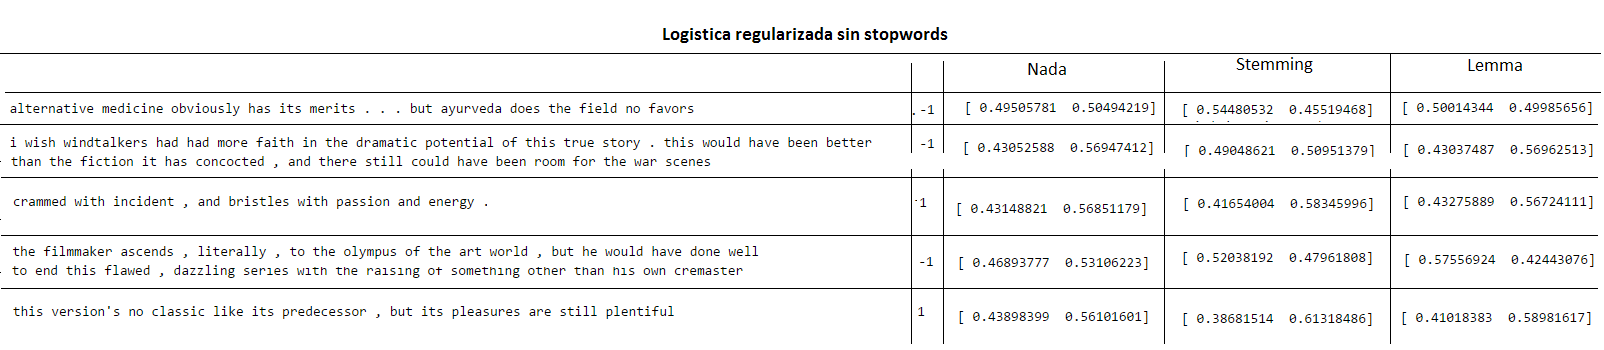 Logistica regularizada sin stopwords
Nada Stemming Lemma
alternative medicine obviously has its merits . . . but ayurveda does the field no favors -1 [ 0.49505781 0.50494219] [ 0.54480532 0.45519468] [ 0.50014344 0.49985656]
i wish windtalkers had had more faith in the dramatic potential of this true story . this would have been better -1 [ 0.43052588 0.56947412] [ 0.49048621 0.50951379] [ 0.43037487 0.56962513]
than the fiction it has concocted , and there still could have been room for the war scenes
crammed with incident , and bristles with passion and energy . 1 [ 0.43148821 0.56851179] [ 0.41654004 0.58345996] [ 0.43275889 0.56724111]
the filmmaker ascends , literally , to the olympus of the art world , but he would have done well -1 [ 0.46893777 0.53106223] [ 0.52038192 0.47961808] [ 0.57556924 0.42443076]
to end this flawed , dazzling series with the raising of something other than his own cremaster
this version's no classic like its predecessor , but its pleasures are still plentiful 1 [ 0.43898399 0.56101601] [ 0.38681514 0.61318486] [ 0.41018383 0.58981617]